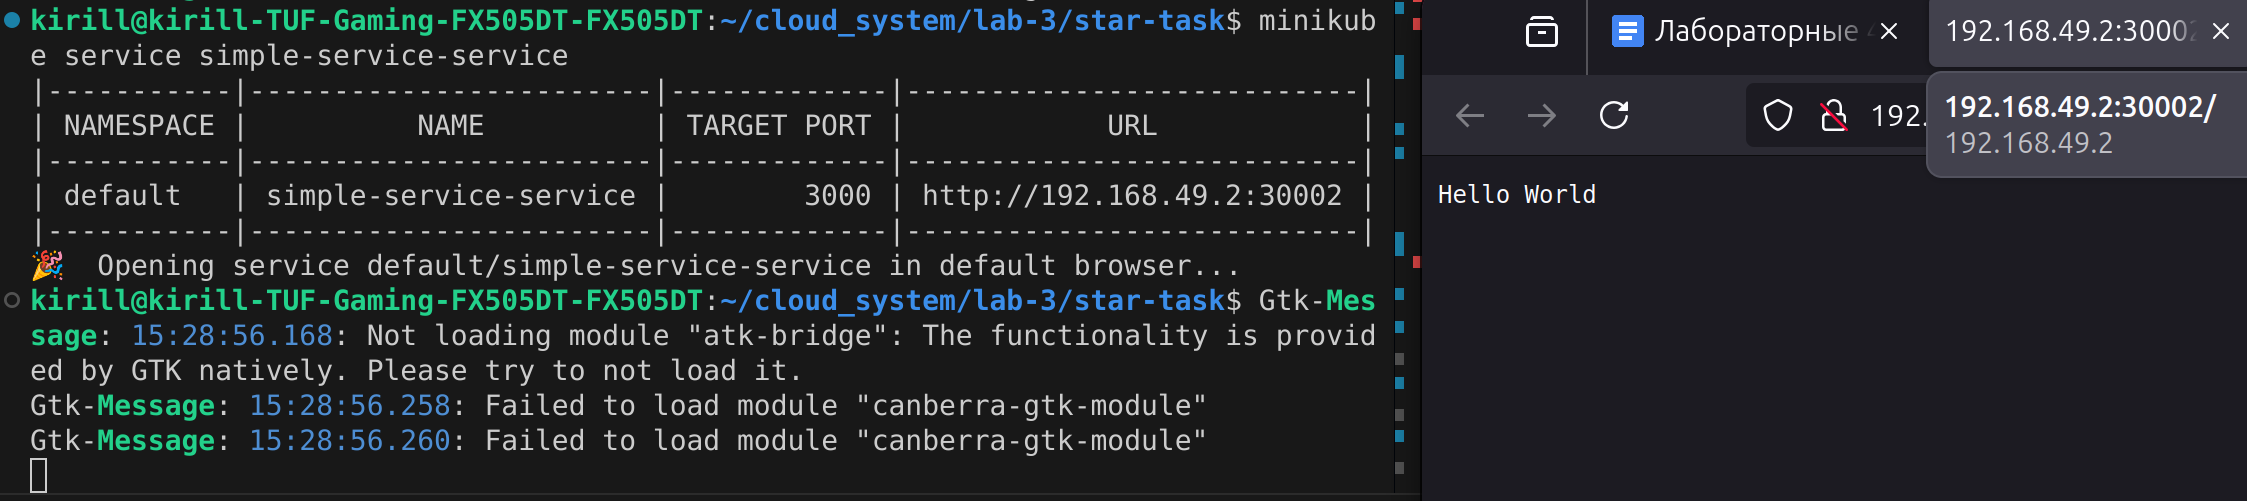 kirill@kirill-TUF-Gaming-FX505DT-FX505DT:~/cloud_system/lab-3/star-task$ minikub
e service simple-service-service
|-----------|------------------------|-------------|---------------------------|
| NAMESPACE |          NAME          | TARGET PORT |            URL            |
|-----------|------------------------|-------------|---------------------------|
| default   | simple-service-service |        3000 | http://192.168.49.2:30002 |
|-----------|------------------------|-------------|---------------------------|
🎉  Opening service default/simple-service-service in default browser...
kirill@kirill-TUF-Gaming-FX505DT-FX505DT:~/cloud_system/lab-3/star-task$ Gtk-Mes
sage: 15:28:56.168: Not loading module "atk-bridge": The functionality is provid
ed by GTK natively. Please try to not load it.
Gtk-Message: 15:28:56.258: Failed to load module "canberra-gtk-module"
Gtk-Message: 15:28:56.260: Failed to load module "canberra-gtk-module"
Лабораторные
192.168.49.2:30002
192.
192.168.49.2:30002/
192.168.49.2
Hello World